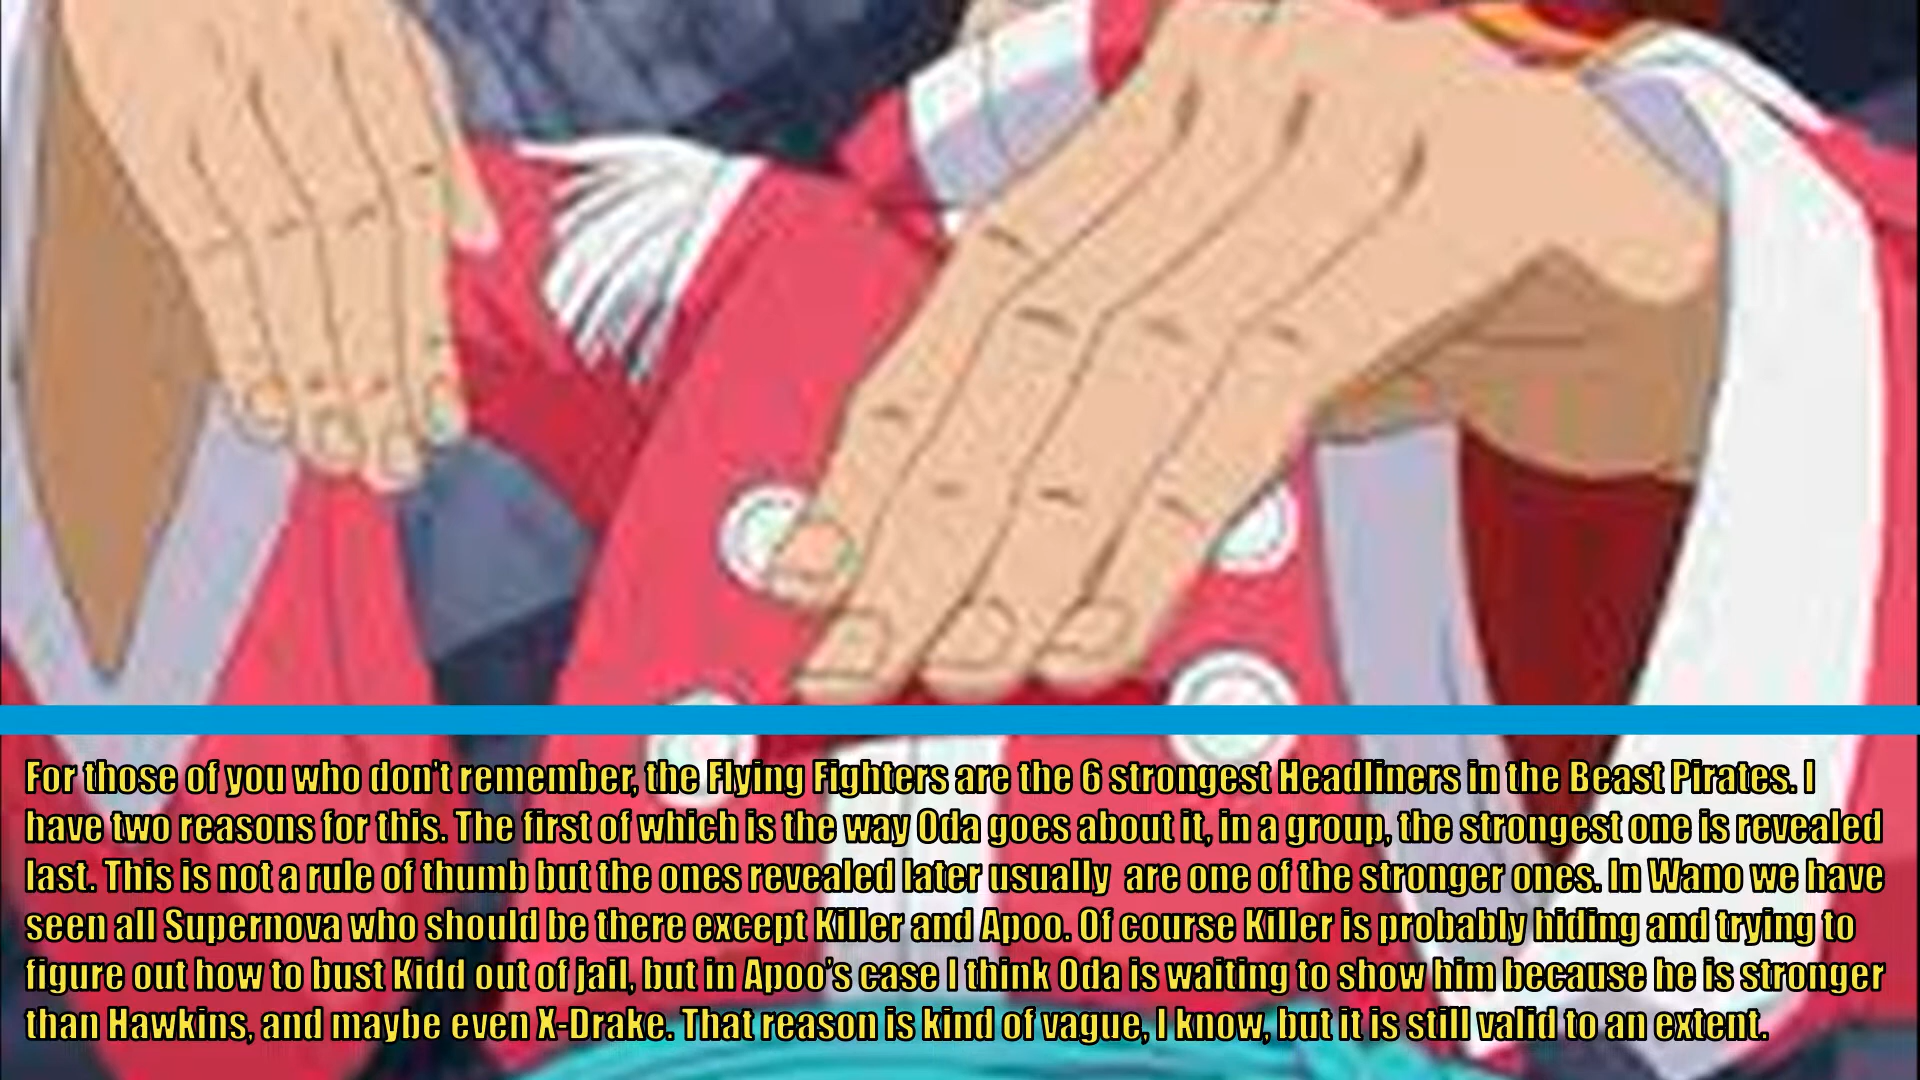 For those of you who don't remember, the Flying Fighters are the 6 strongest Headliners in the Beast Pirates. I
have two reasons for this. The first of which is the way Oda goes about it, in a group, the strongest one is revealed
last. This is not a rule of thumb but the ones revealed later usually  are one of the stronger ones. In Wano we have
seen all Supernova who should be there except Killer and Apoo. Of course Killer is probably hiding and trying to
figure out how to bust Kidd out of jail, but in Apoo's case I think Oda is waiting to show him because he is stronger
than Hawkins, and maybe even X-Drake. That reason is kind of vague, I know, but it is still valid to an extent.